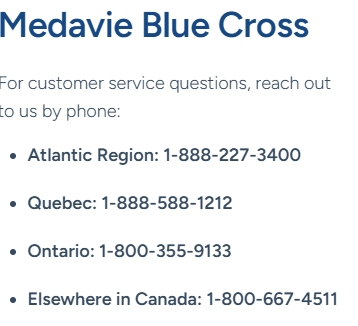 Medavie Blue Cross
For customer service questions, reach out
to us by phone:
• Atlantic Region: 1-888-227-3400
• Quebec: 1-888-588-1212
• Ontario: 1-800-355-9133
• Elsewhere in Canada: 1-800-667-4511